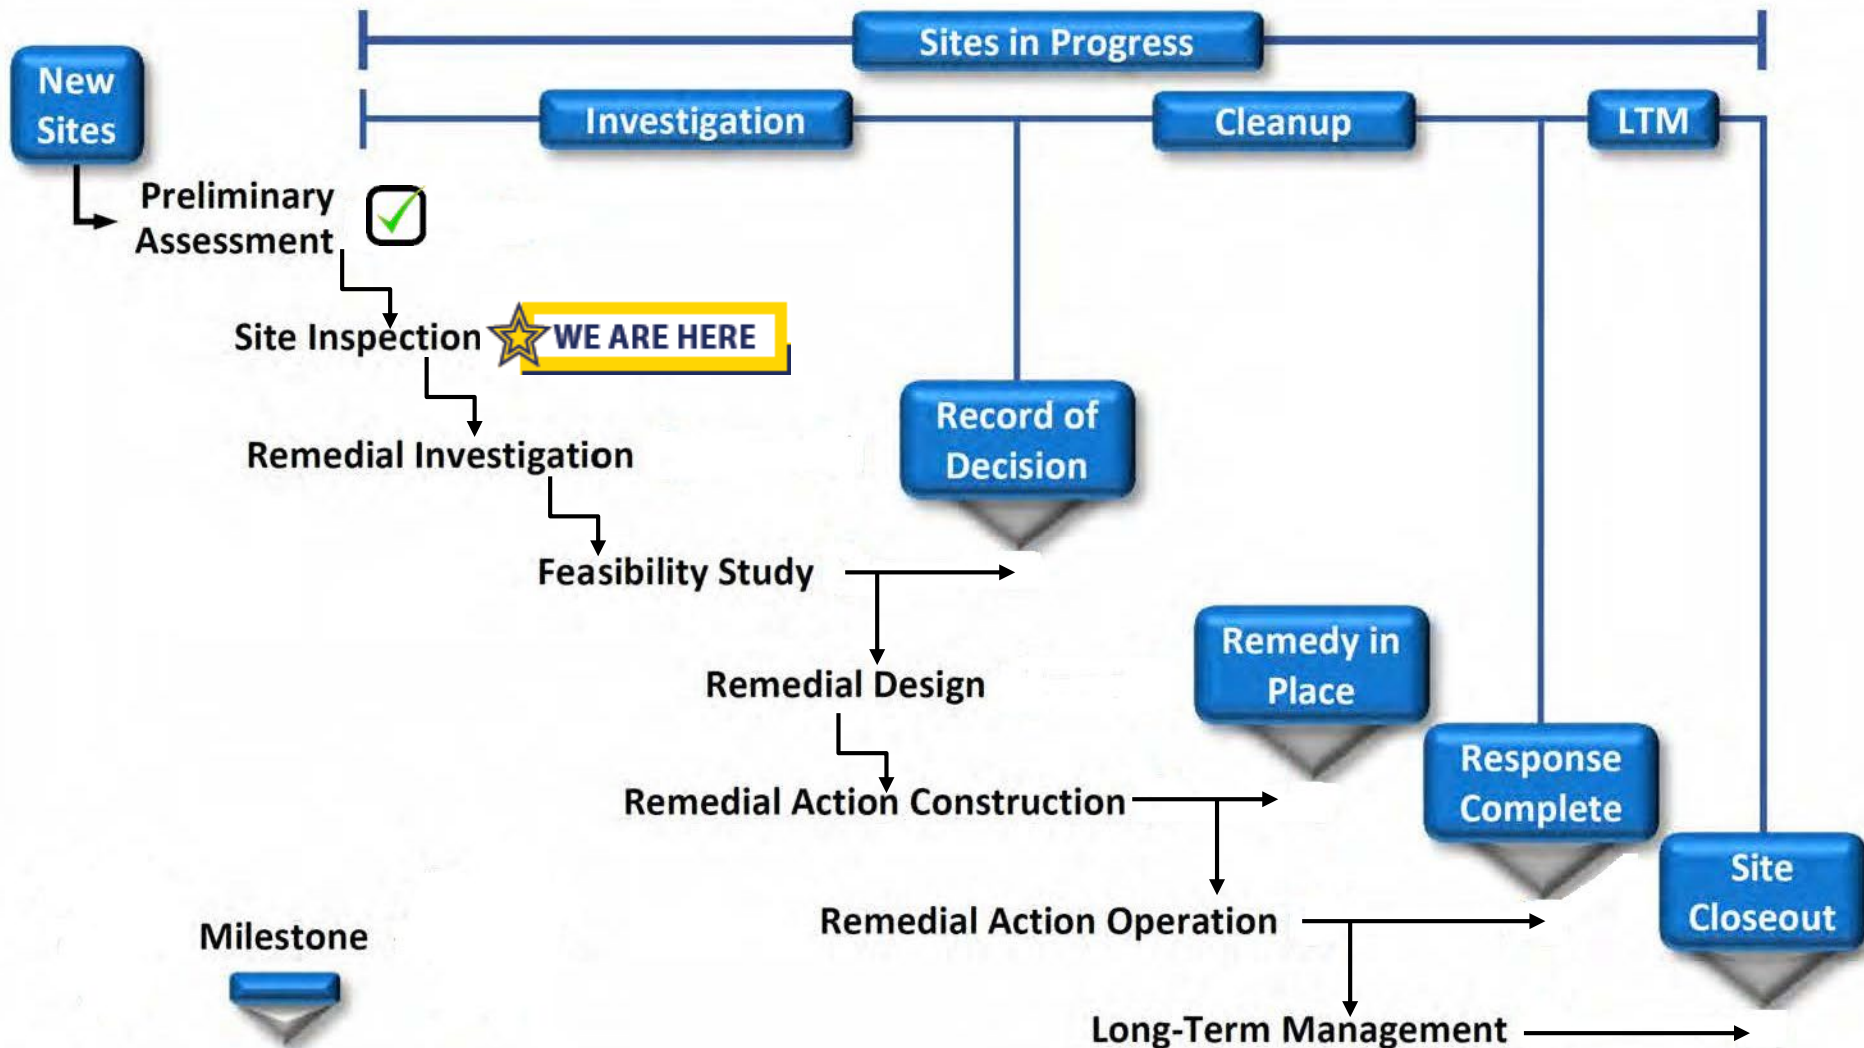 Sites in Progress
New
Sites
Investigation
Cleanup
LTM
Preliminary
Assessment
Site Inspection
WE ARE HERE
Remedial Investigation
Record of
Decision
Feasibility Study
Remedial Design
Remedy in
Place
Remedial Action Construction
Response
Complete
Remedial Action Operation
Site
Closeout
Milestone
Long-Term Management